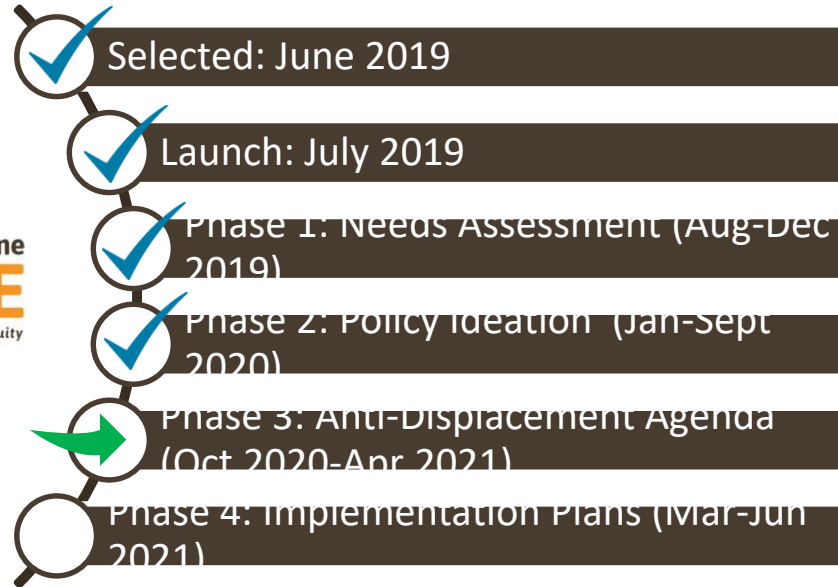 Selected: June 2019
Launch: July 2019
Phase 1: Needs Assessment (Aug-Dec
2019)
Phase 2: Policy Ideation (Jan-Sept
2020)
Phase 3: Anti-Displacement Agenda
(Oct 2020-Apr 2021)
Phase 4: Implementation Plans (Mar-Jun
2021)